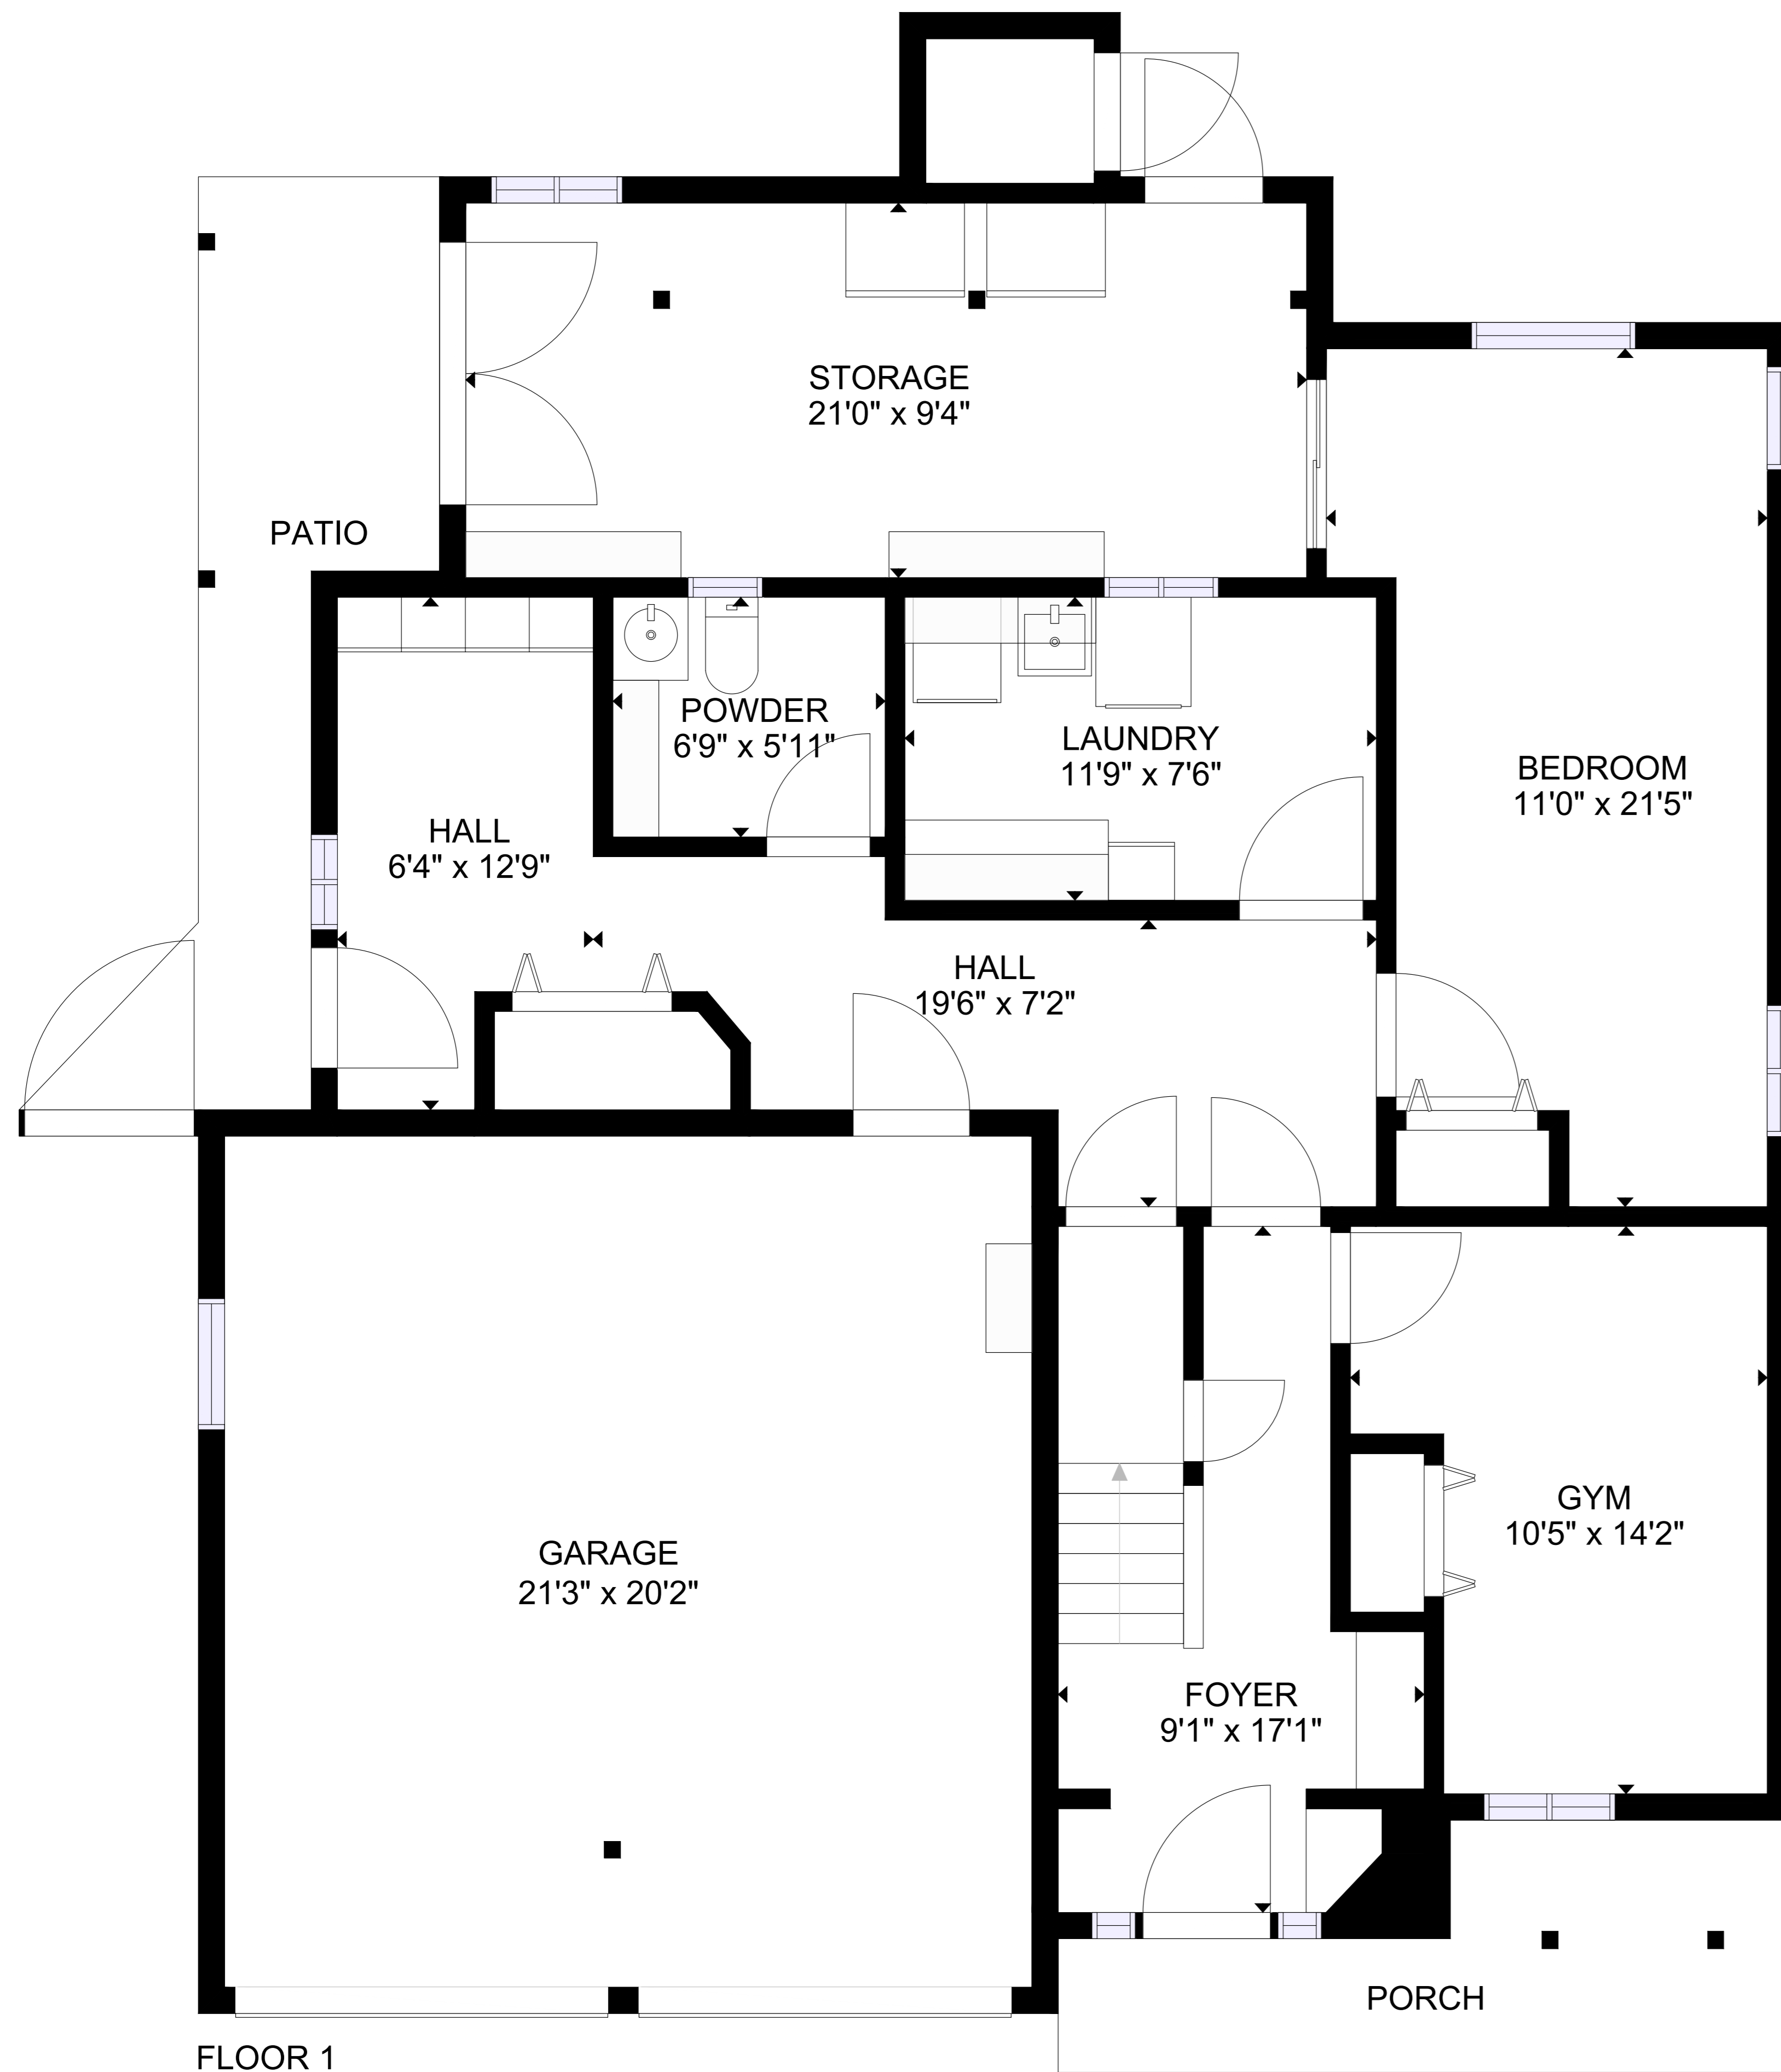 STORAGE
21'0" x 9'4"
PATIO
POWDER
6'9" x 5'11"
LAUNDRY
11'9" x 7'6"
BEDROOM
11'0" x 21'5"
HALL
6'4" x 12'9"
HALL
19'6" x 7'2"
GYM
10'5" x 14'2"
GARAGE
21'3" x 20'2"
FOYER
9'1" x 17'1"
PORCH
FLOOR 1